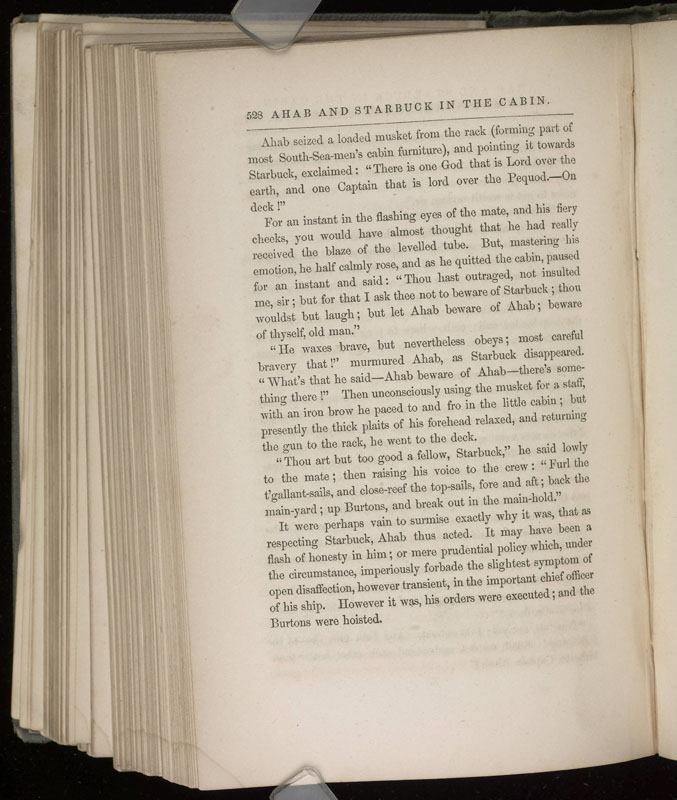 528 AHAB AND STARBUCK IN THE CABIN.
Ahab seized a loaded musket from the rack (forming part of
most South-Sea-men's cabin furniture), and pointing it towards
Starbuck, exclaimed: "There is one God that is Lord over the
earth, and one Captain that is lord over the Pequod.—On
deck!"
For an instant in the flashing eyes of the mate, and his fiery
cheeks, you would have almost thought that he had really
received the blaze of the levelled tube. But, mastering his
emotion, he half calmly rose, and as he quitted the cabin, paused
for an instant and said: "Thou hast outraged, not insulted
me, sir; but for that I ask thee not to beware of Starbuck; thou
wouldst but laugh; but let Ahab beware of Ahab; beware
of thyself, old man."
"He waxes brave, but nevertheless obeys; most careful
bravery that!" murmured Ahab, as Starbuck disappeared.
"What's that he said—Ahab beware of Ahab—there's some-
thing there!" Then unconsciously using the musket for a staff,
with an iron brow he paced to and fro in the little cabin; but
presently the thick plaits of his forehead relaxed, and returning
the gun to the rack, he went to the deck.
"Thou art but too good a fellow, Starbuck," he said lowly
to the mate; then raising his voice to the crew: "Furl the
t'gallant-sails, and close-reef the top-sails, fore and aft; back the
main-yard; up Burtons, and break out in the main-hold."
It were perhaps vain to surmise exactly why it was, that as
respecting Starbuck, Ahab thus acted. It may have been a
flash of honesty in him; or mere prudential policy which, under
the circumstance, imperiously forbade the slightest symptom of
open disaffection, however transient, in the important chief officer
of his ship. However it was, his orders were executed; and the
Burtons were hoisted.